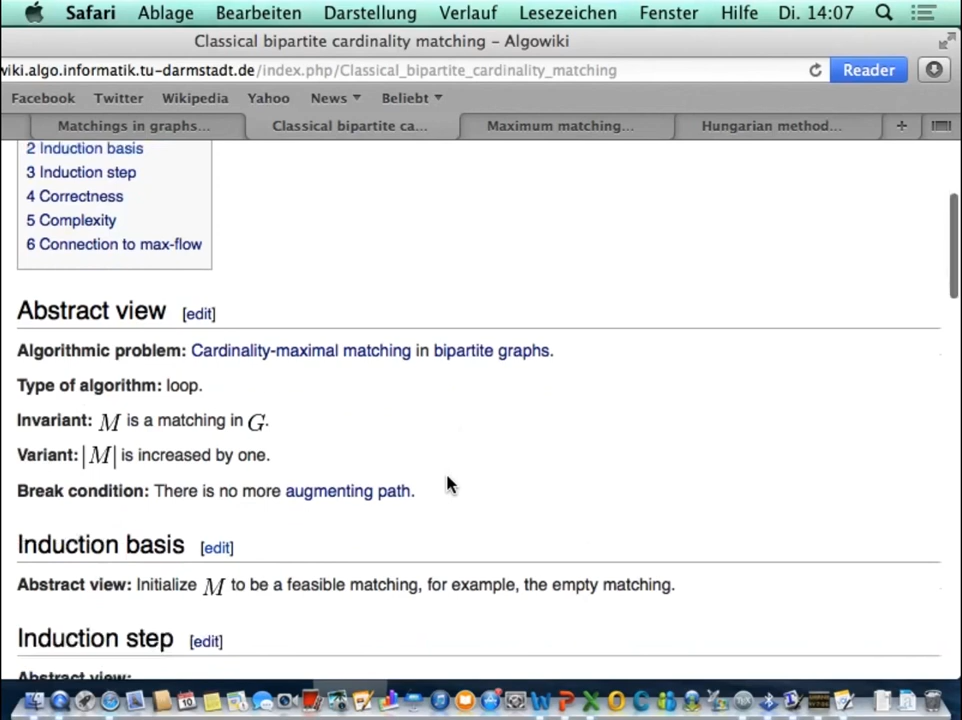 Safari Ablage Bearbeiten Darstellung Verlauf Lesezeichen Fenster Hilfe Di. 14:07
Classical bipartite cardinality matching – Algowiki
wiki.algo.informatik.tu-darmstadt.de/index.php/Classical_bipartite_cardinality_matching Reader
Facebook Twitter Wikipedia Yahoo News ▾ Beliebt ▾
Matchings in graphs... Classical bipartite ca... Maximum matching... Hungarian method... +
2 Induction basis
3 Induction step
4 Correctness
5 Complexity
6 Connection to max-flow
Abstract view [edit]
Algorithmic problem: Cardinality-maximal matching in bipartite graphs.
Type of algorithm: loop.
Invariant: M is a matching in G.
Variant: |M| is increased by one.
Break condition: There is no more augmenting path.
Induction basis [edit]
Abstract view: Initialize M to be a feasible matching, for example, the empty matching.
Induction step [edit]
Abstract view: